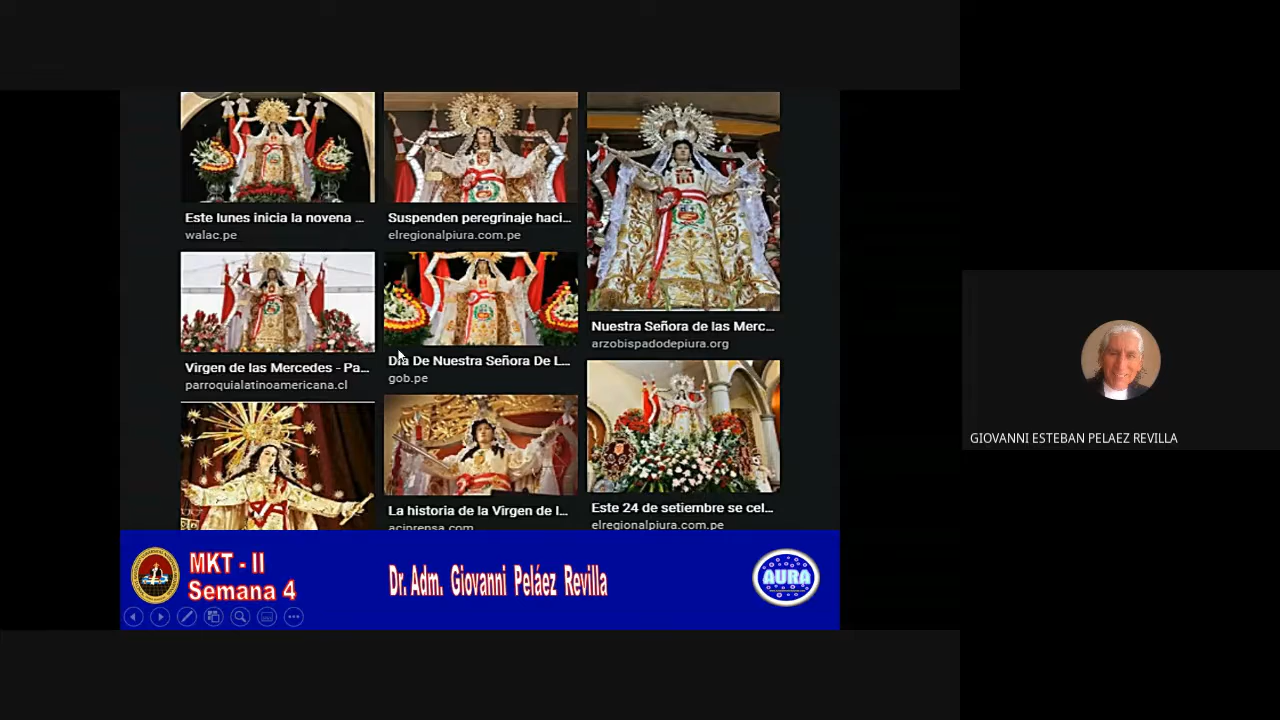 Este lunes inicia la novena ...
walac.pe
Suspenden peregrinaje haci...
elregionalpiura.com.pe
Nuestra Señora de las Merc...
arzobispadodepiura.org
Virgen de las Mercedes - Pa...
parroquialatinoamericana.cl
Día De Nuestra Señora De L...
gob.pe
La historia de la Virgen de l...
aciprensa.com
Este 24 de setiembre se cel...
elregionalpiura.com.pe
MKT - II
Semana 4
Dr. Adm. Giovanni Peláez Revilla
AURA
GIOVANNI ESTEBAN PELAEZ REVILLA